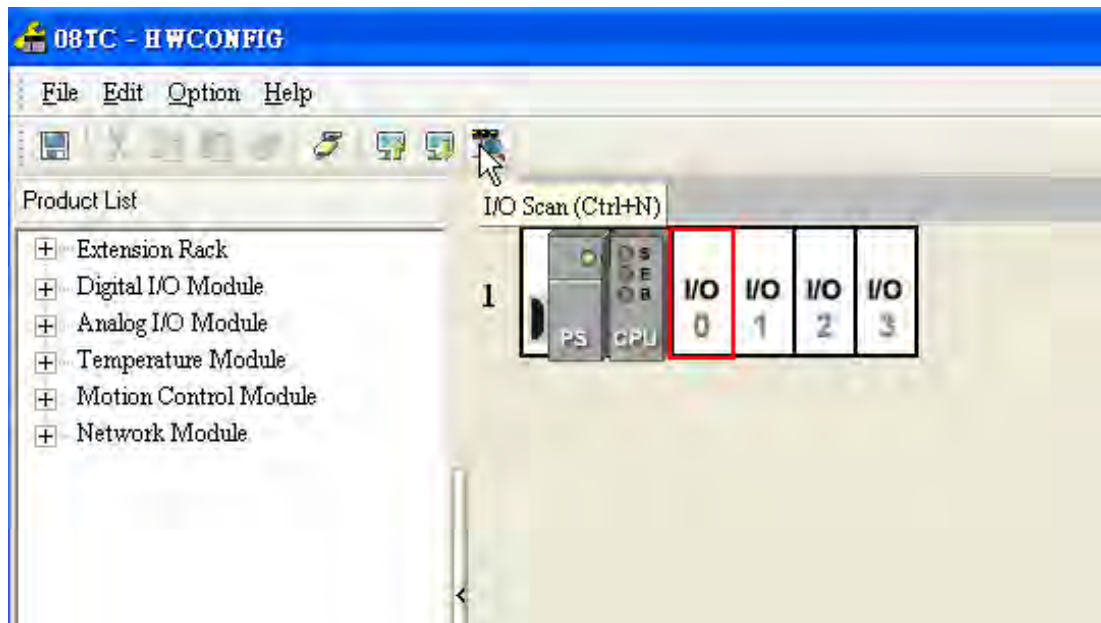 08TC - HWCONFIG
File Edit Option Help
Product List
I/O Scan (Ctrl+N)
Extension Rack
Digital I/O Module
Analog I/O Module
Temperature Module
Motion Control Module
Network Module
1
PS
CPU
S
E
B
I/O
0
I/O
1
I/O
2
I/O
3